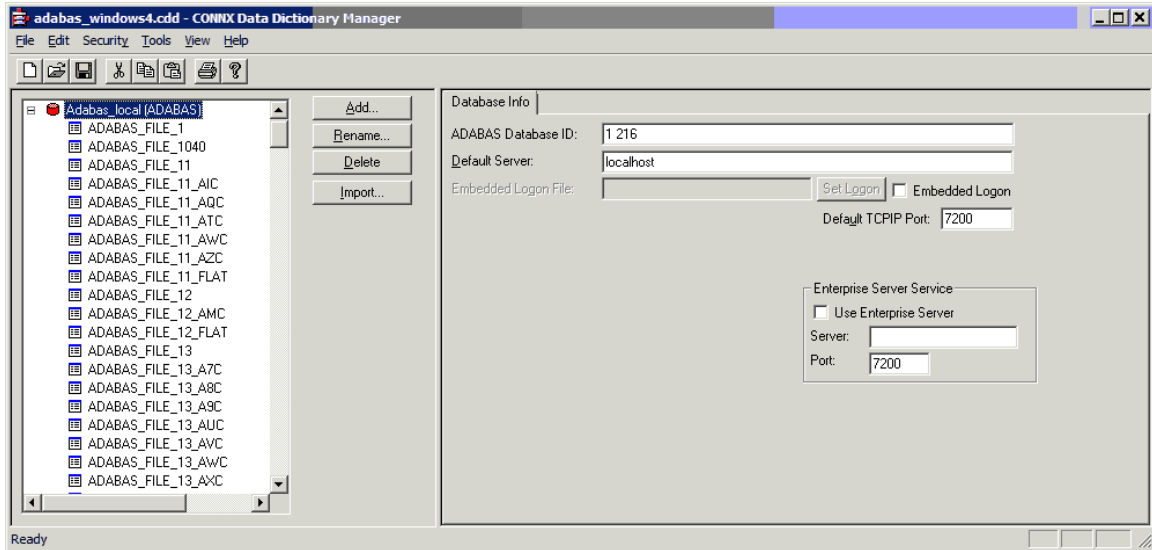 adabas_windows4.cdd - CONNX Data Dictionary Manager
File Edit Security Tools View Help
Adabas_local (ADABAS)
ADABAS_FILE_1
ADABAS_FILE_1040
ADABAS_FILE_11
ADABAS_FILE_11_AIC
ADABAS_FILE_11_AQC
ADABAS_FILE_11_ATC
ADABAS_FILE_11_AWC
ADABAS_FILE_11_AZC
ADABAS_FILE_11_FLAT
ADABAS_FILE_12
ADABAS_FILE_12_AMC
ADABAS_FILE_12_FLAT
ADABAS_FILE_13
ADABAS_FILE_13_A7C
ADABAS_FILE_13_A8C
ADABAS_FILE_13_A9C
ADABAS_FILE_13_AUC
ADABAS_FILE_13_AVC
ADABAS_FILE_13_AWC
ADABAS_FILE_13_AXC
Add...
Rename...
Delete
Import...
Database Info
ADABAS Database ID: 1 216
Default Server: localhost
Embedded Logon File: Set Logon Embedded Logon
Default TCPIP Port: 7200
Enterprise Server Service
Use Enterprise Server
Server:
Port: 7200
Ready